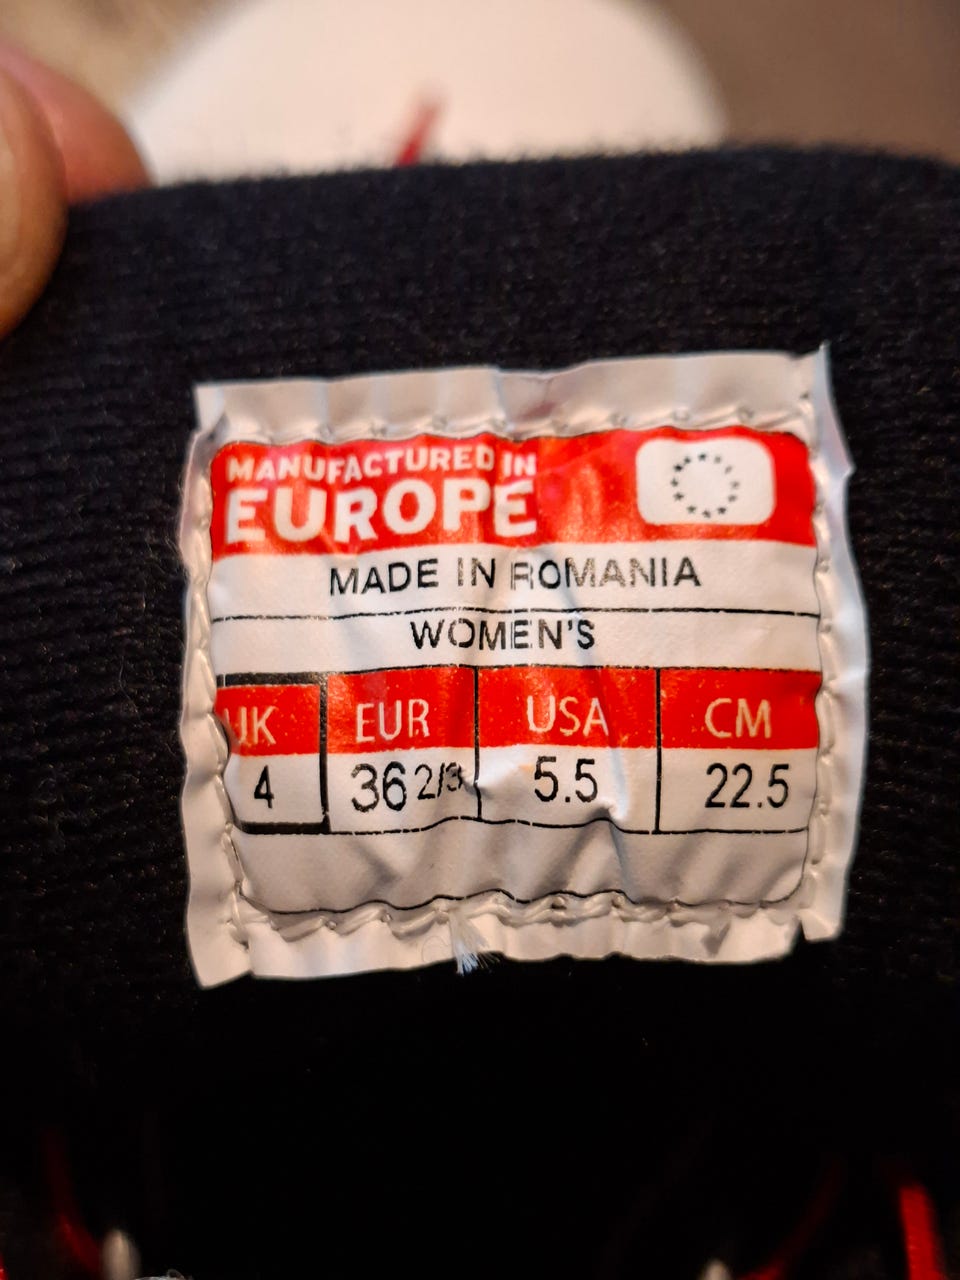 MANUFACTURED IN
EUROPE
MADE IN ROMANIA
WOMEN'S
UK EUR USA CM
4 36 2/3 5.5 22.5